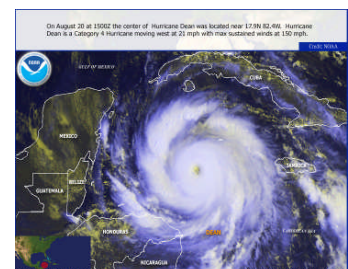 On August 20 at 1500Z the center of Hurricane Dean was located near 17.9N 82.4W. Hurricane
Dean is a Category 4 Hurricane moving west at 21 mph with max sustained winds at 150 mph.
Credit: NOAA
NOAA
GULF OF MEXICO
CUBA
MEXICO
JAMAICA
BELIZE
GUATEMALA
HONDURAS
DEAN
NICARAGUA